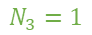 N₃ = 1